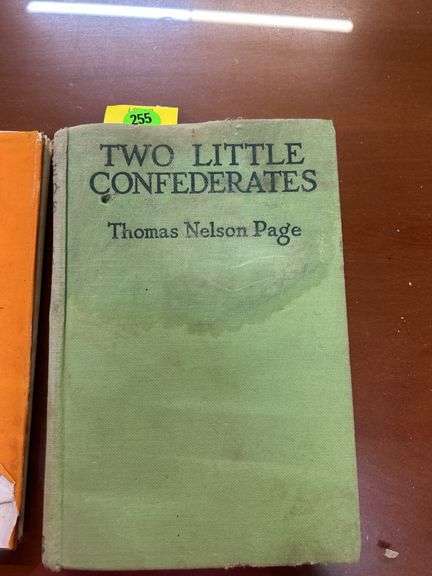 255
TWO LITTLE
CONFEDERATES
Thomas Nelson Page